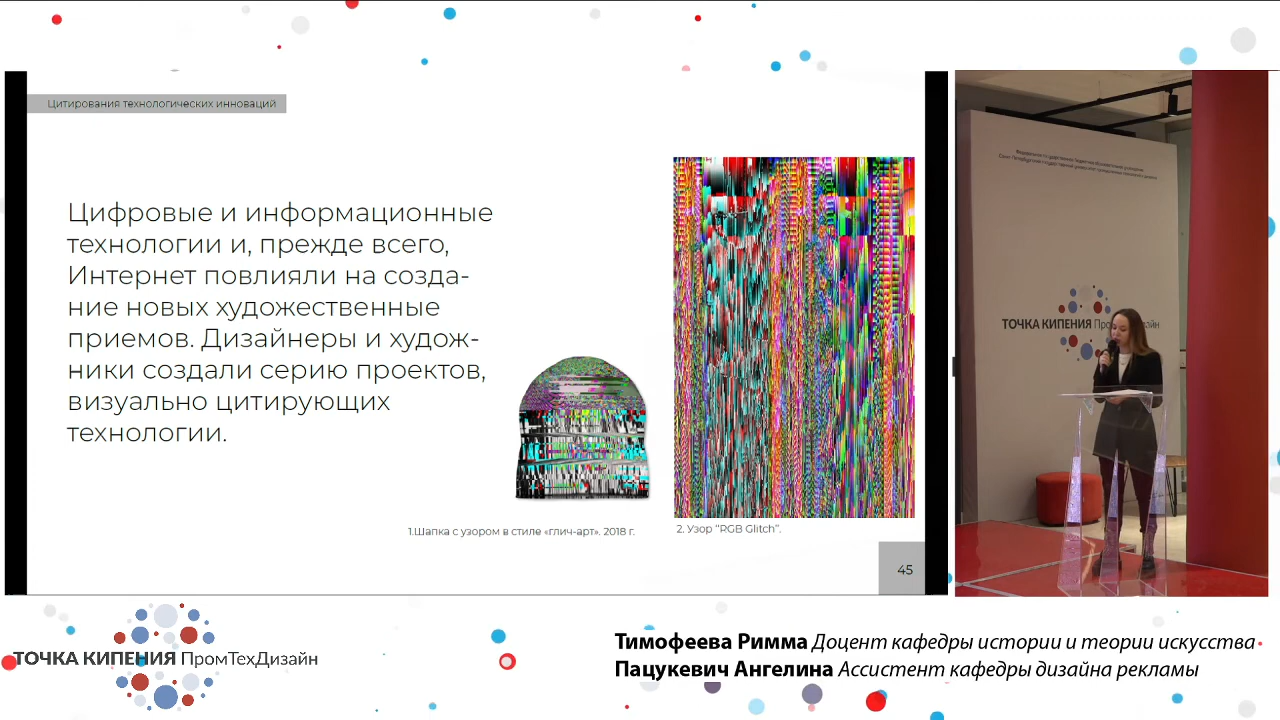 Цитирования технологических инноваций
Цифровые и информационные
технологии и, прежде всего,
Интернет повлияли на созда-
ние новых художественные
приемов. Дизайнеры и худож-
ники создали серию проектов,
визуально цитирующих
технологии.
1.Шапка с узором в стиле «глич-арт». 2018 г.
2. Узор "RGB Glitch".
45
ТОЧКА КИПЕНИЯ ПромТехДизайн
ТОЧКА КИПЕНИЯ ПромТехДизайн
Тимофеева Римма Доцент кафедры истории и теории искусства
Пацукевич Ангелина Ассистент кафедры дизайна рекламы